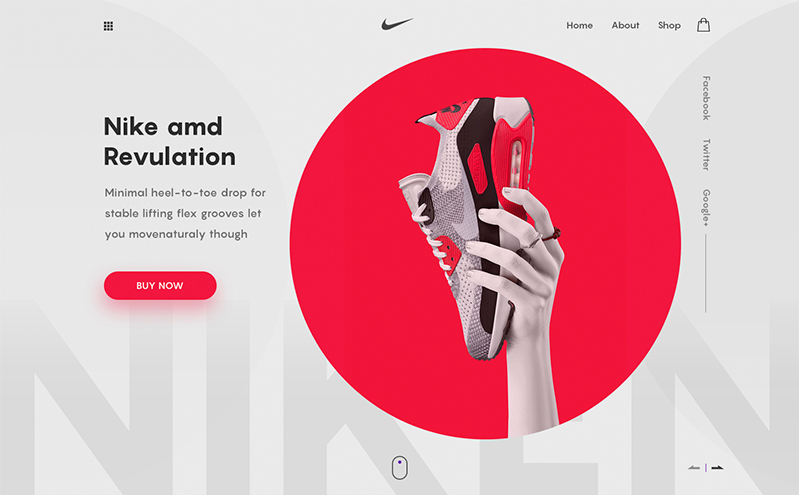 Home About Shop
Facebook
Twitter
Google+
Nike amd
Revulation
Minimal heel-to-toe drop for
stable lifting flex grooves let
you movenaturaly though
BUY NOW